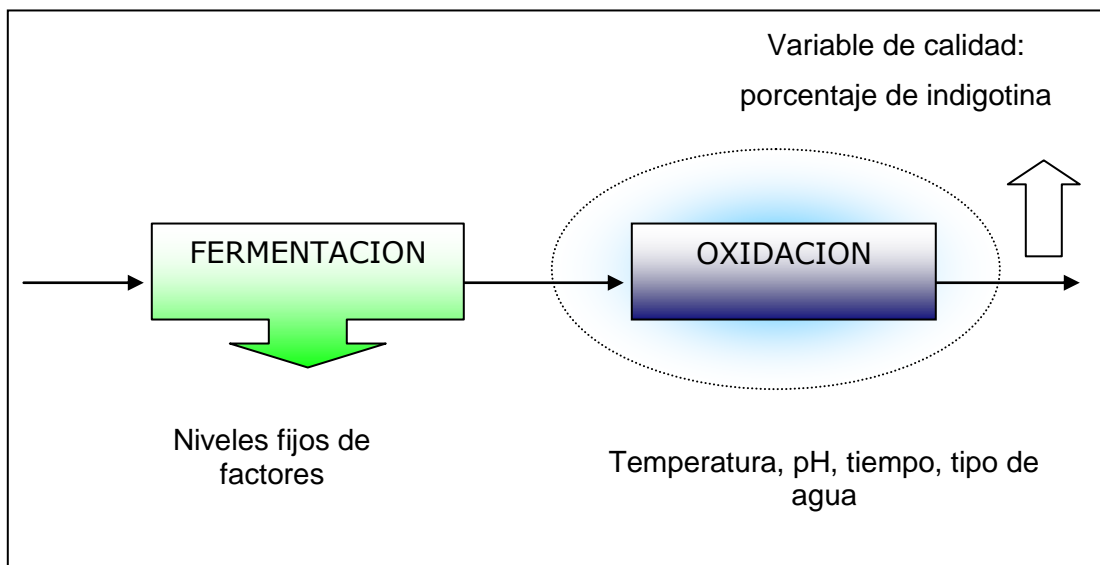 Variable de calidad:
porcentaje de indigotina
FERMENTACION
OXIDACION
Niveles fijos de
factores
Temperatura, pH, tiempo, tipo de
agua